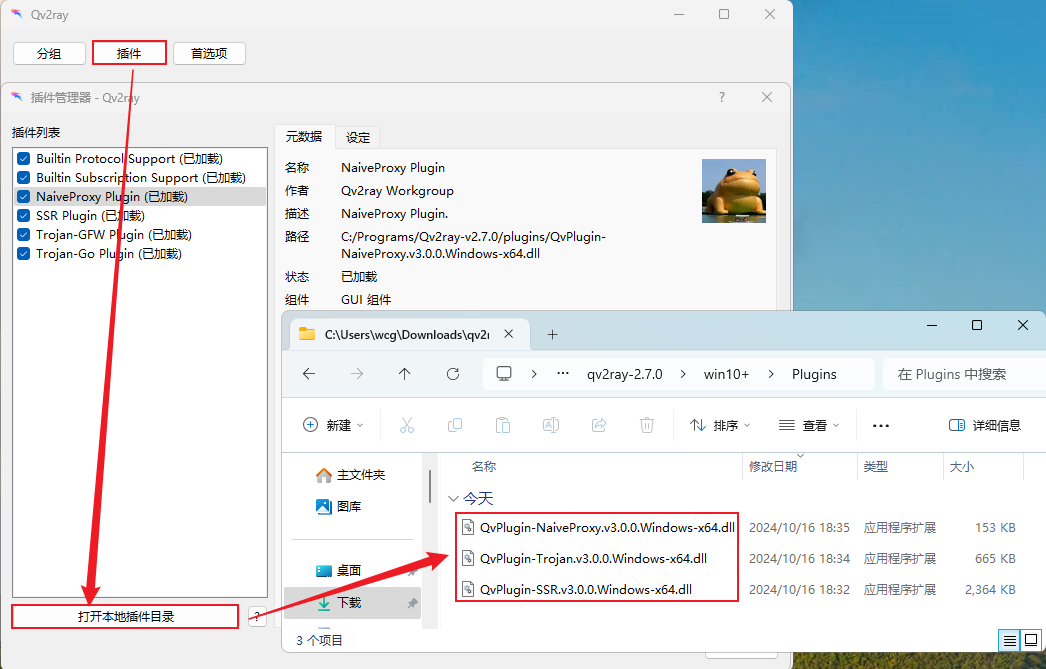 Qv2ray
分组 插件 首选项
插件管理器 - Qv2ray ?
插件列表
Builtin Protocol Support (已加载)
Builtin Subscription Support (已加载)
NaiveProxy Plugin (已加载)
SSR Plugin (已加载)
Trojan-GFW Plugin (已加载)
Trojan-Go Plugin (已加载)
打开本地插件目录 ?
元数据 设定
名称 NaiveProxy Plugin
作者 Qv2ray Workgroup
描述 NaiveProxy Plugin.
路径 C:/Programs/Qv2ray-v2.7.0/plugins/QvPlugin-
NaiveProxy.v3.0.0.Windows-x64.dll
状态 已加载
组件 GUI 组件
C:\Users\wcg\Downloads\qv2r
qv2ray-2.7.0 win10+ Plugins 在 Plugins 中搜索
新建 排序 查看 详细信息
主文件夹
图库
桌面
下载
名称 修改日期 类型 大小
今天
QvPlugin-NaiveProxy.v3.0.0.Windows-x64.dll 2024/10/16 18:35 应用程序扩展 153 KB
QvPlugin-Trojan.v3.0.0.Windows-x64.dll 2024/10/16 18:34 应用程序扩展 665 KB
QvPlugin-SSR.v3.0.0.Windows-x64.dll 2024/10/16 18:32 应用程序扩展 2,364 KB
3 个项目